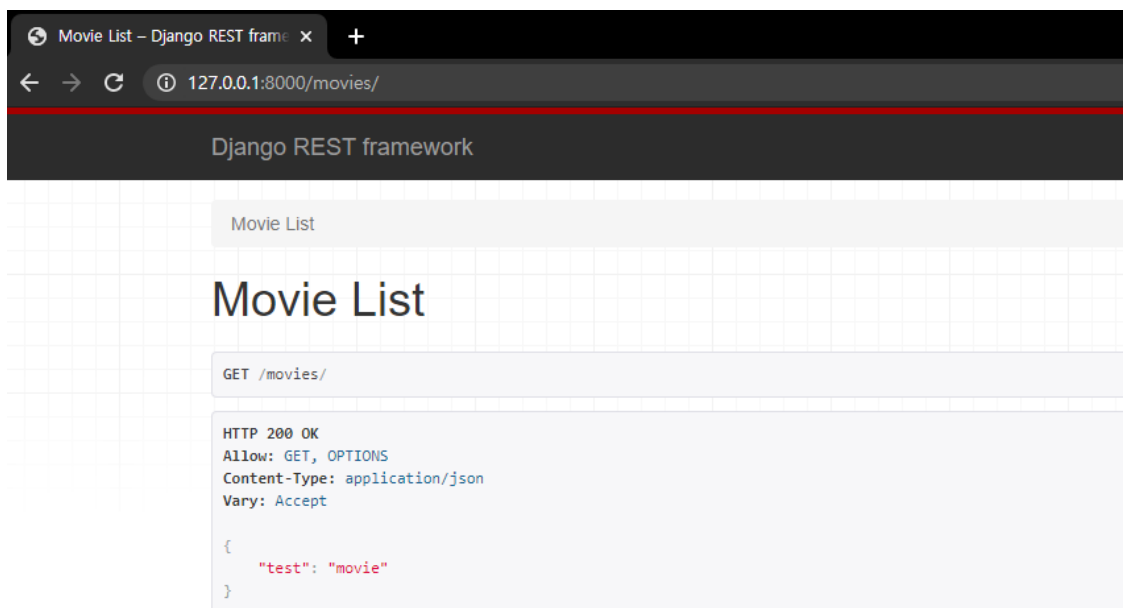 Movie List – Django REST frame
127.0.0.1:8000/movies/
Django REST framework
Movie List
Movie List
GET /movies/
HTTP 200 OK
Allow: GET, OPTIONS
Content-Type: application/json
Vary: Accept
{
"test": "movie"
}